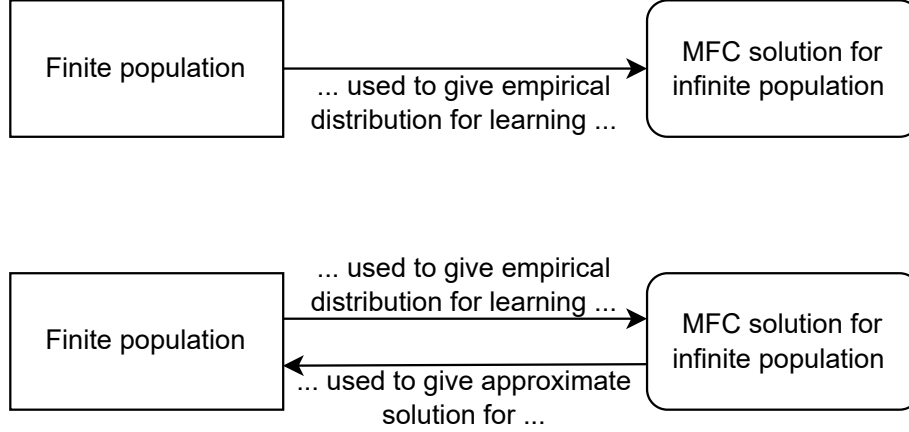 Finite population
... used to give empirical
distribution for learning ...
MFC solution for
infinite population
Finite population
... used to give empirical
distribution for learning ...
... used to give approximate
solution for ...
MFC solution for
infinite population